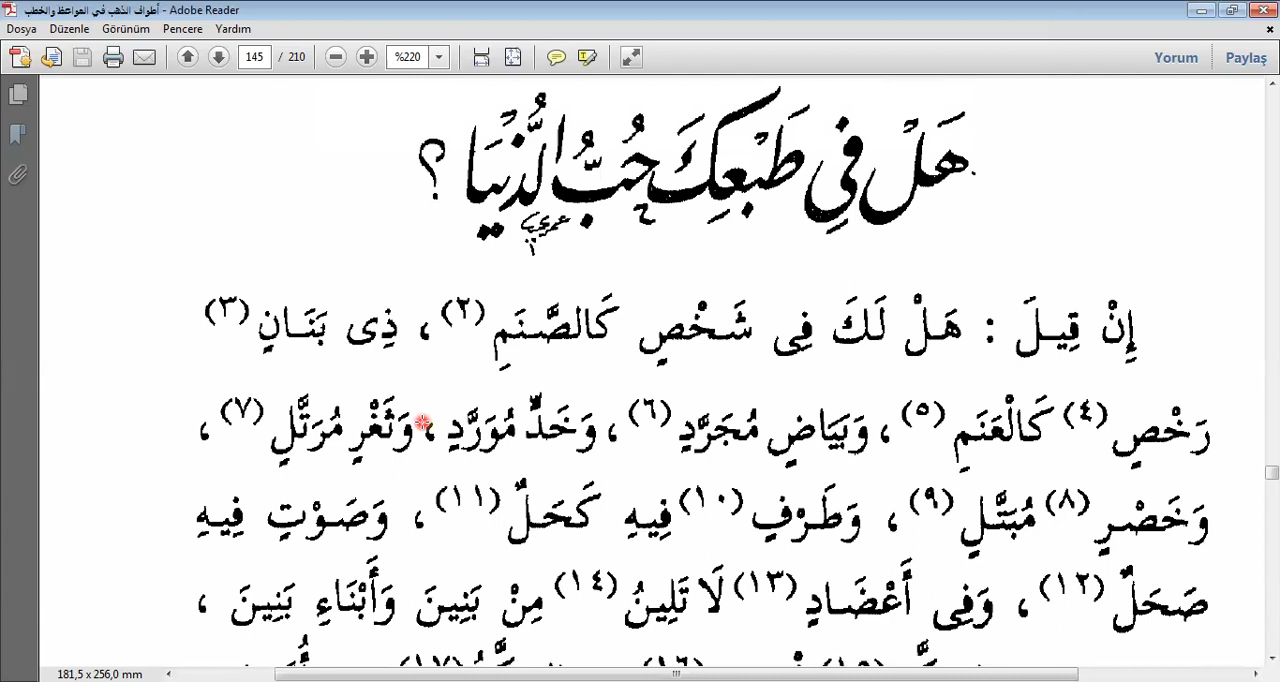 أطواف الذهب في المواعظ والخطب - Adobe Reader
Dosya Düzenle Görünüm Pencere Yardım
145 / 210 %220 Yorum Paylaş
هَلْ فِي طَبْعِكَ حُبُّ الدُّنْيَا ؟
إِنْ قِيلَ : هَلْ لَكَ فِى شَخْصٍ كَالصَّنَمِ (٢) ، ذِى بَنَانٍ (٣)
رَخْصٍ (٤) كَالْعَنَمِ (٥) ، وَبَيَاضٍ مُجَرَّدٍ (٦) ، وَخَدٍّ مُوَرَّدٍ ، وَثَغْرٍ مُرَتَّلٍ (٧) ،
وَخَصْرٍ (٨) مُبَتَّلٍ (٩) ، وَطَرْفٍ (١٠) فِيهِ كَحَلٌ (١١) ، وَصَوْتٍ فِيهِ
صَحَلٌ (١٢) ، وَفِى أَعْضَادٍ (١٣) لَا تَلِينُ (١٤) مِنْ بَنِينَ وَأَبْنَاءِ بَنِينَ ،
181,5 x 256,0 mm